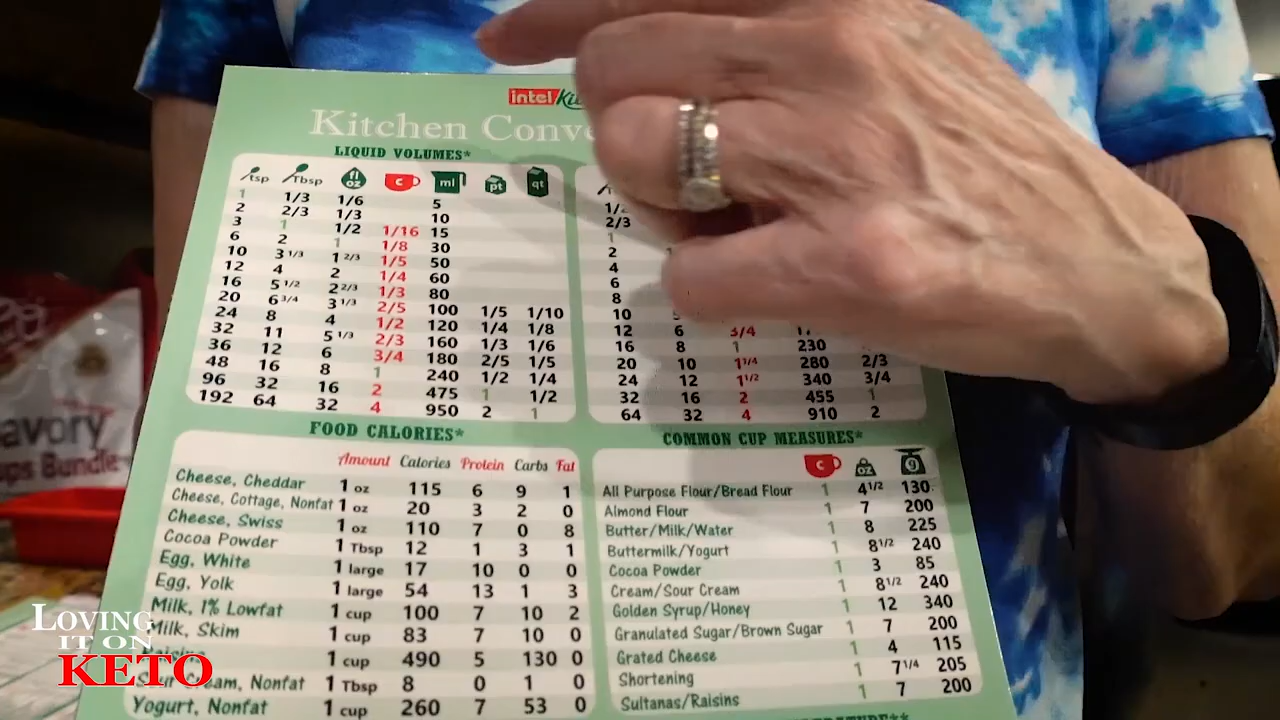 intel
Kitchen
LIQUID VOLUMES*
tsp Tbsp fl oz C ml pt qt
1 1/3 1/6 5
2 2/3 1/3 10
3 1 1/2 1/16 15
6 2 1 1/8 30
10 3 1/3 1 2/3 1/5 50
12 4 2 1/4 60
16 5 1/2 2 2/3 1/3 80
20 6 3/4 3 1/3 2/5 100 1/5 1/10
24 8 4 1/2 120 1/4 1/8
32 11 5 1/3 2/3 160 1/3 1/6
36 12 6 3/4 180 2/5 1/5
48 16 8 1 240 1/2 1/4
96 32 16 2 475 1 1/2
192 64 32 4 950 2 1
2/3
1
2
4
6
8
10
12 6 3/4
16 8 1 230
20 10 1 1/4 280 2/3
24 12 1 1/2 340 3/4
32 16 2 455 1
64 32 4 910 2
FOOD CALORIES*
Amount Calories Protein Carbs Fat
Cheese, Cheddar 1 oz 115 6 9 1
Cheese, Cottage, Nonfat 1 oz 20 3 2 0
Cheese, Swiss 1 oz 110 7 0 8
Cocoa Powder 1 Tbsp 12 1 3 1
Egg, White 1 large 17 10 0 0
Egg, Yolk 1 large 54 13 1 3
Milk, 1% Lowfat 1 cup 100 7 10 2
Milk, Skim 1 cup 83 7 10 0
1 cup 490 5 130 0
Sour Cream, Nonfat 1 Tbsp 8 0 1 0
Yogurt, Nonfat 1 cup 260 7 53 0
COMMON CUP MEASURES*
C oz g
All Purpose Flour/Bread Flour 1 4 1/2 130
Almond Flour 1 7 200
Butter/Milk/Water 1 8 225
Buttermilk/Yogurt 1 8 1/2 240
Cocoa Powder 1 3 85
Cream/Sour Cream 1 8 1/2 240
Golden Syrup/Honey 1 12 340
Granulated Sugar/Brown Sugar 1 7 200
Grated Cheese 1 4 115
Shortening 1 7 1/4 205
Sultanas/Raisins 1 7 200
Bundle
LOVING
IT ON
KETO